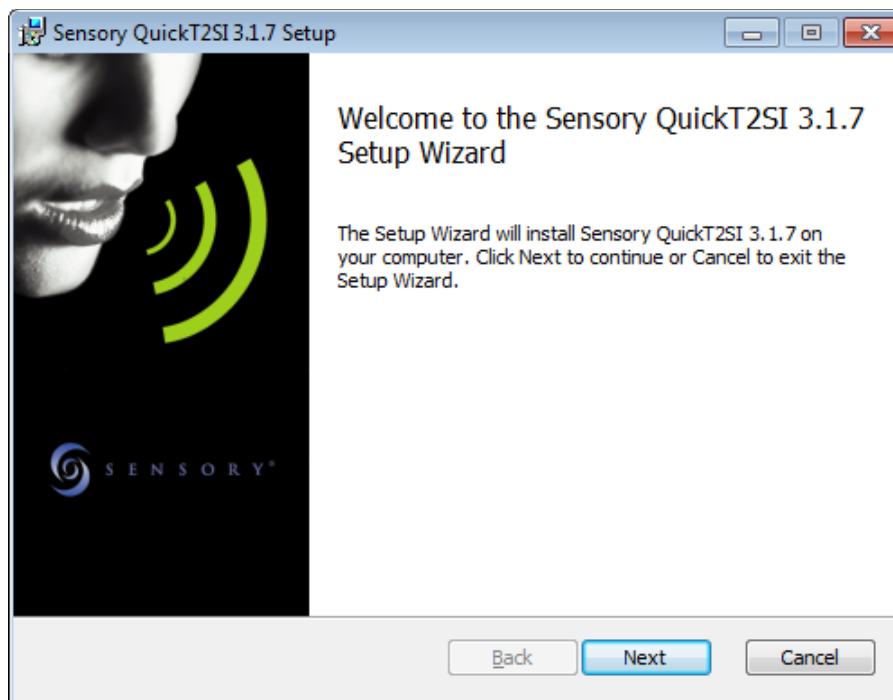 Sensory QuickT2SI 3.1.7 Setup
Welcome to the Sensory QuickT2SI 3.1.7
Setup Wizard
The Setup Wizard will install Sensory QuickT2SI 3.1.7 on
your computer. Click Next to continue or Cancel to exit the
Setup Wizard.
SENSORY®
Back Next Cancel